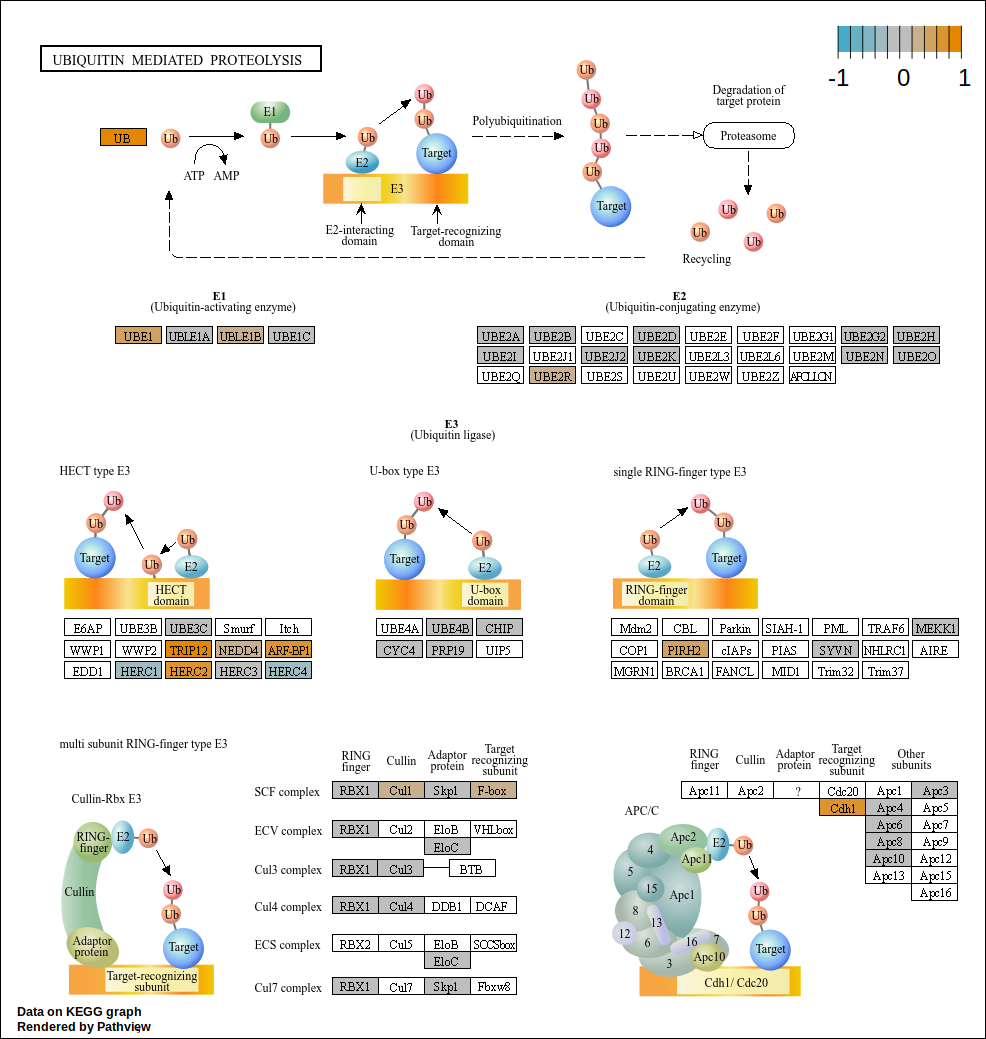 UBIQUITIN MEDIATED PROTEOLYSIS
-1 0 1
UB
Ub
ATP AMP
E1
Ub
Ub
E2
Ub
Ub
Target
E3
E2-interacting
domain
Target-recognizing
domain
Polyubiquitination
Ub
Ub
Ub
Ub
Ub
Target
Degradation of
target protein
Proteasome
Ub
Ub
Ub
Ub
Recycling
E1
(Ubiquitin-activating enzyme)
UBE1 UBLE1A UBLE1B UBE1C
E2
(Ubiquitin-conjugating enzyme)
UBE2A UBE2B UBE2C UBE2D UBE2E UBE2F UBE2G1 UBE2G2 UBE2H
UBE2I UBE2J1 UBE2J2 UBE2K UBE2L3 UBE2L6 UBE2M UBE2N UBE2O
UBE2Q UBE2R UBE2S UBE2U UBE2W UBE2Z AFCLLCN
E3
(Ubiquitin ligase)
HECT type E3
Ub
Ub
Target
Ub
Ub
E2
HECT
domain
E6AP UBE3B UBE3C Smurf Itch
WWP1 WWP2 TRIP12 NEDD4 ARF-BP1
EDD1 HERC1 HERC2 HERC3 HERC4
U-box type E3
Ub
Ub
Target
Ub
E2
U-box
domain
UBE4A UBE4B CHIP
CYC4 PRP19 UIP5
single RING-finger type E3
Ub
Ub
Ub
E2
Target
RING-finger
domain
Mdm2 CBL Parkin SIAH-1 PML TRAF6 MEKK1
COP1 PIRH2 cIAPs PIAS SYVN NHLRC1 AIRE
MGRN1 BRCA1 FANCL MID1 Trim32 Trim37
multi subunit RING-finger type E3
Cullin-Rbx E3
RING-
finger
E2
Ub
Cullin
Ub
Ub
Adaptor
protein
Target
Target-recognizing
subunit
RING
finger
Cullin
Adaptor
protein
Target
recognizing
subunit
SCF complex RBX1 Cul1 Skp1 F-box
ECV complex RBX1 Cul2 EloB VHLbox
EloC
Cul3 complex RBX1 Cul3 BTB
Cul4 complex RBX1 Cul4 DDB1 DCAF
ECS complex RBX2 Cul5 EloB SOCSbox
EloC
Cul7 complex RBX1 Cul7 Skp1 Fbxw8
RING
finger
Cullin
Adaptor
protein
Target
recognizing
subunit
Other
subunits
Apc11 Apc2 ? Cdc20 Apc1 Apc3
Cdh1 Apc4 Apc5
Apc6 Apc7
Apc8 Apc9
Apc10 Apc12
Apc13 Apc15
Apc16
APC/C
Apc2
E2
Ub
4
Apc11
5
15
Apc1
Ub
8
13
Ub
12
6
16
7
3
Apc10
Target
Cdh1/ Cdc20
Data on KEGG graph
Rendered by Pathview